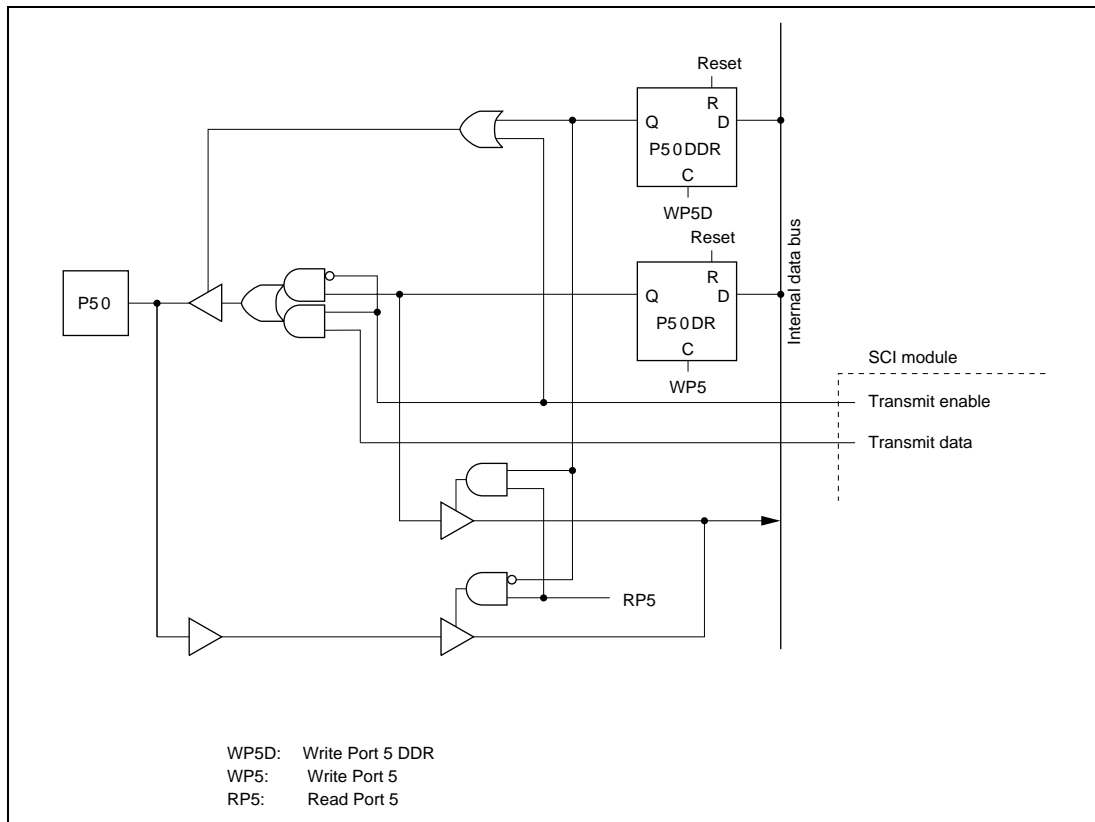 Reset
R
Q D
P50DDR
C
WP5D
Reset
R
Q D
P50DR
C
WP5
P50
Internal data bus
SCI module
Transmit enable
Transmit data
RP5
WP5D: Write Port 5 DDR
WP5: Write Port 5
RP5: Read Port 5